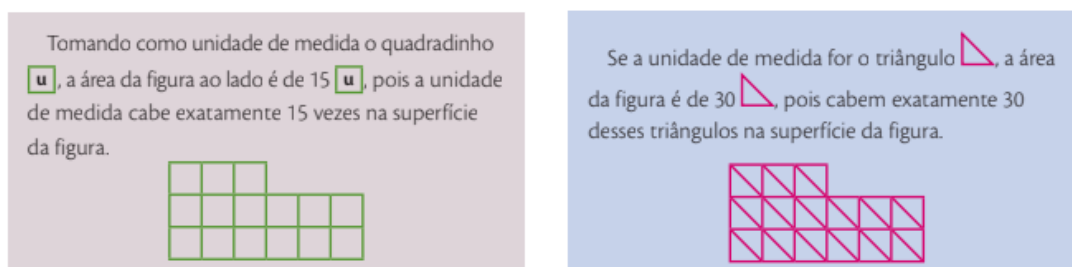 Tomando como unidade de medida o quadradinho
u, a área da figura ao lado é de 15 u, pois a unidade
de medida cabe exatamente 15 vezes na superfície
da figura.
Se a unidade de medida for o triângulo , a área
da figura é de 30 , pois cabem exatamente 30
desses triângulos na superfície da figura.